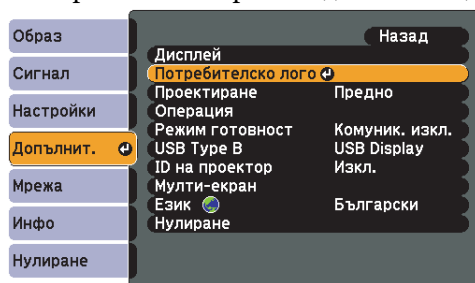 Образ
Сигнал
Настройки
Допълнит.
Мрежа
Инфо
Нулиране
Назад
Дисплей
Потребителско лого
Проектиране Предно
Операция
Режим готовност Комуник. изкл.
USB Type B USB Display
ID на проектор Изкл.
Мулти-екран
Език Български
Нулиране